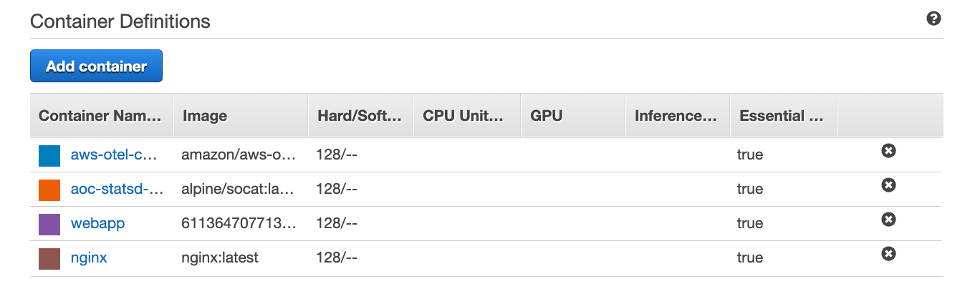 Container Definitions
Add container
Container Nam... Image Hard/Soft... CPU Unit... GPU Inference... Essential ...
aws-otel-c... amazon/aws-o... 128/-- true
aoc-statsd-... alpine/socat:la... 128/-- true
webapp 611364707713... 128/-- true
nginx nginx:latest 128/-- true